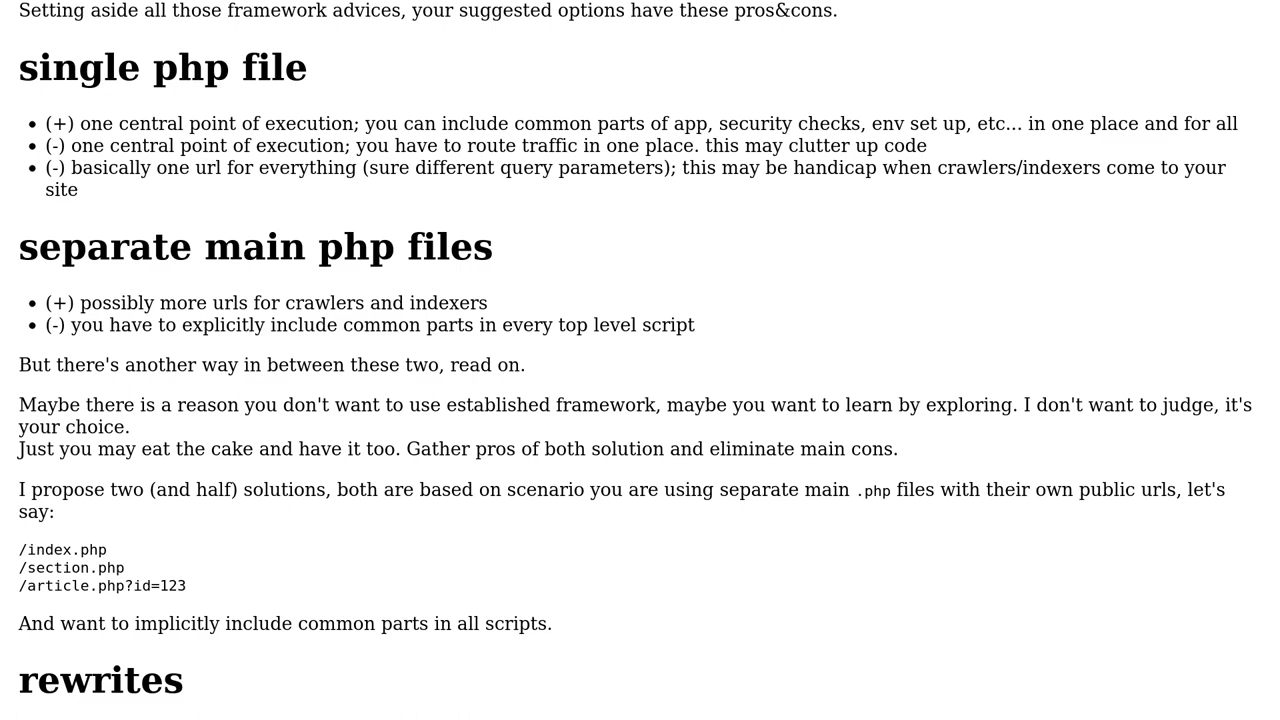 Setting aside all those framework advices, your suggested options have these pros&cons.
single php file
• (+) one central point of execution; you can include common parts of app, security checks, env set up, etc... in one place and for all
• (-) one central point of execution; you have to route traffic in one place. this may clutter up code
• (-) basically one url for everything (sure different query parameters); this may be handicap when crawlers/indexers come to your
site
separate main php files
• (+) possibly more urls for crawlers and indexers
• (-) you have to explicitly include common parts in every top level script
But there's another way in between these two, read on.
Maybe there is a reason you don't want to use established framework, maybe you want to learn by exploring. I don't want to judge, it's
your choice.
Just you may eat the cake and have it too. Gather pros of both solution and eliminate main cons.
I propose two (and half) solutions, both are based on scenario you are using separate main .php files with their own public urls, let's
say:
/index.php
/section.php
/article.php?id=123
And want to implicitly include common parts in all scripts.
rewrites